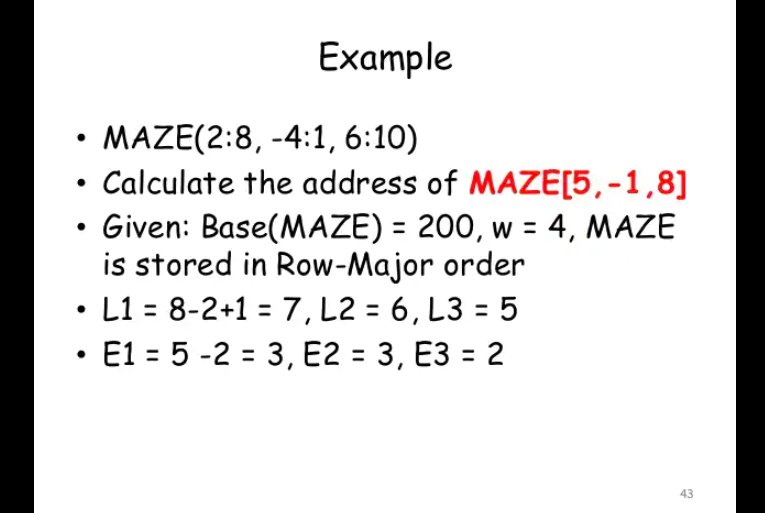 Example
• MAZE(2:8, -4:1, 6:10)
• Calculate the address of MAZE[5,-1,8]
• Given: Base(MAZE) = 200, w = 4, MAZE
is stored in Row-Major order
• L1 = 8-2+1 = 7, L2 = 6, L3 = 5
• E1 = 5 -2 = 3, E2 = 3, E3 = 2
43